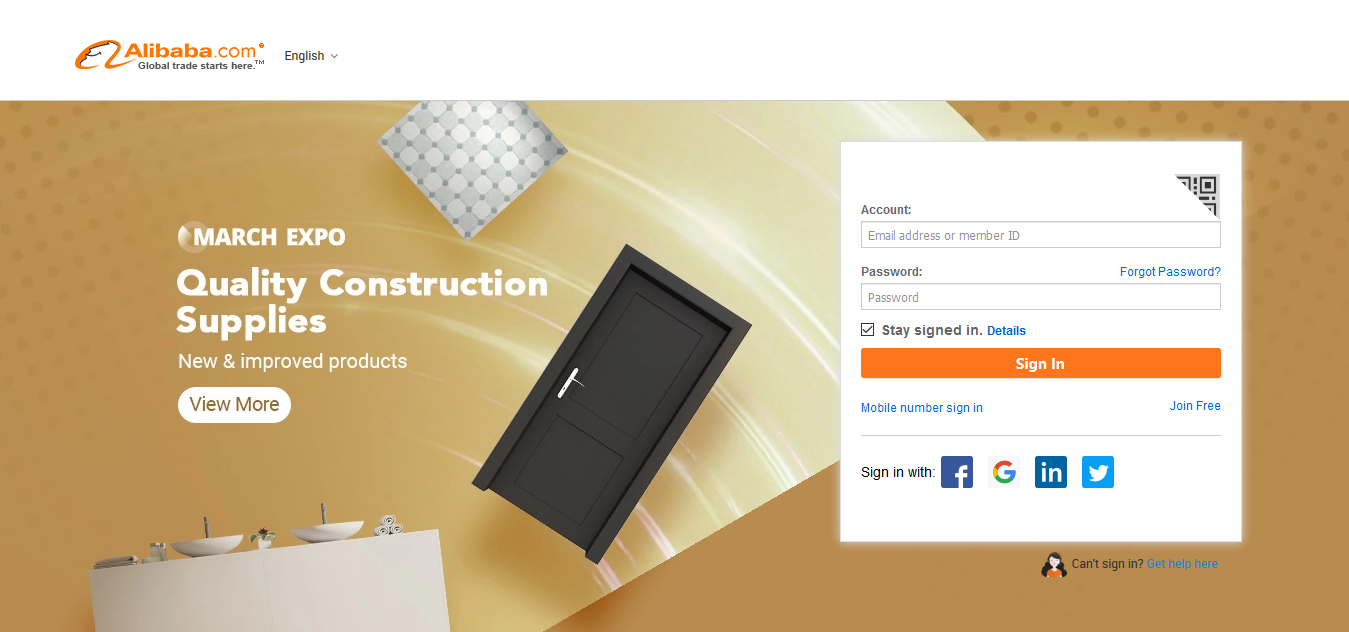 Alibaba.com
Global trade starts here.™
English
MARCH EXPO
Quality Construction
Supplies
New & improved products
View More
Account:
Email address or member ID
Password:
Forgot Password?
Password
Stay signed in. Details
Sign In
Mobile number sign in
Join Free
Sign in with:
Can't sign in? Get help here